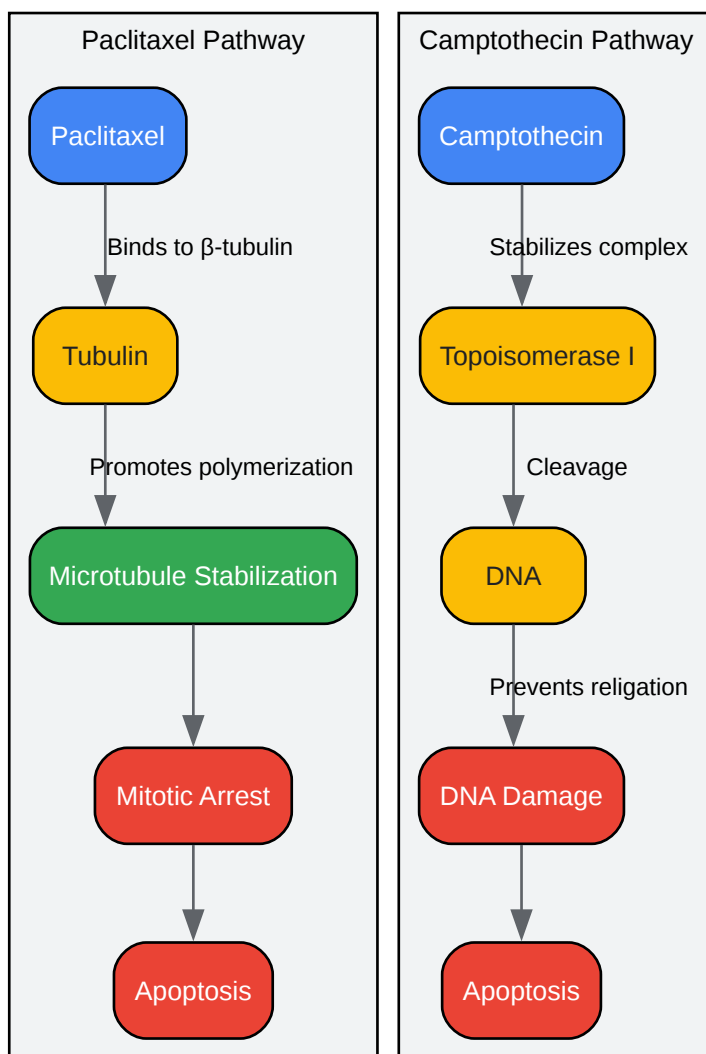 Paclitaxel Pathway
Paclitaxel
Binds to β-tubulin
Tubulin
Promotes polymerization
Microtubule Stabilization
Mitotic Arrest
Apoptosis
Camptothecin Pathway
Camptothecin
Stabilizes complex
Topoisomerase I
Cleavage
DNA
Prevents religation
DNA Damage
Apoptosis